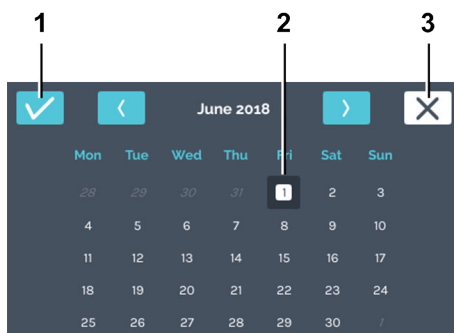 1 2 3
June 2018
Mon Tue Wed Thu Fri Sat Sun
28 29 30 31 1 2 3
4 5 6 7 8 9 10
11 12 13 14 15 16 17
18 19 20 21 22 23 24
25 26 27 28 29 30 1